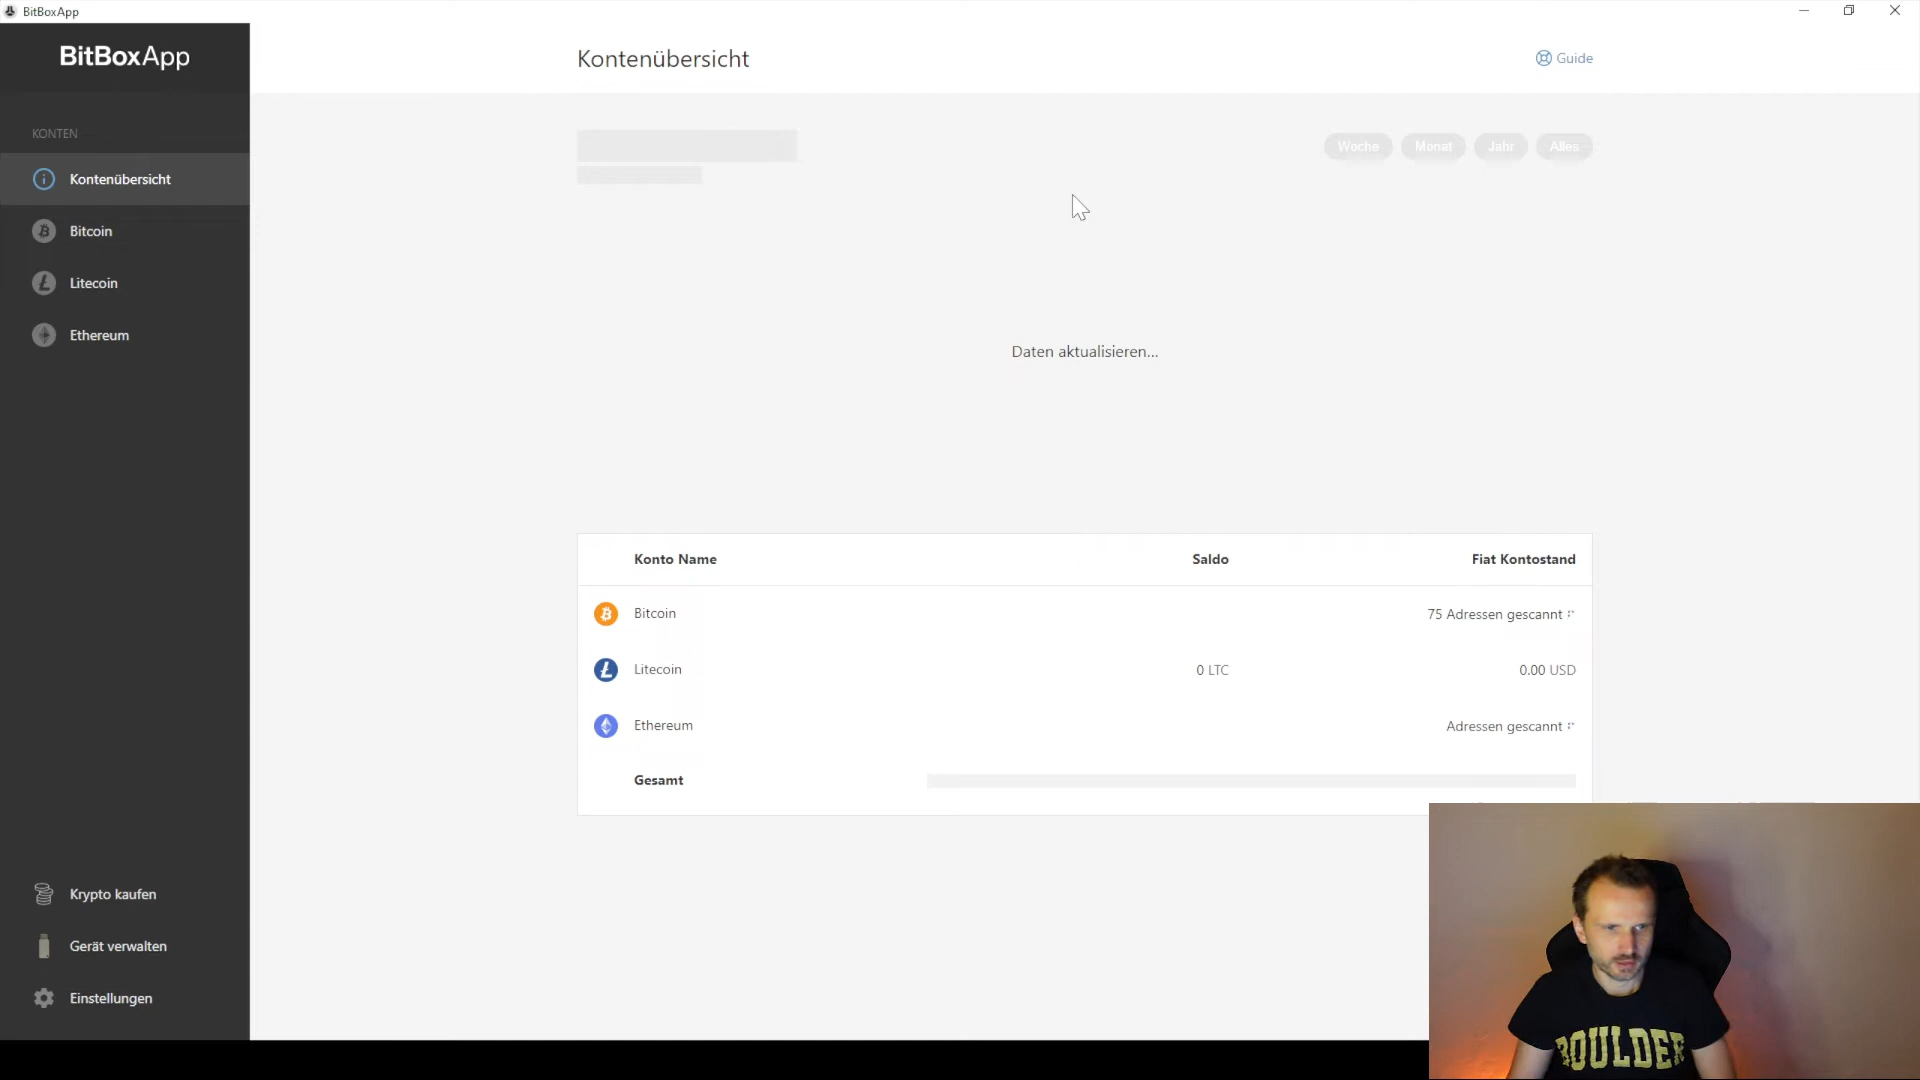 BitBoxApp
BitBoxApp
Kontenübersicht
Guide
KONTEN
Kontenübersicht
Bitcoin
Litecoin
Ethereum
Woche
Monat
Jahr
Alles
Daten aktualisieren...
Konto Name
Saldo
Fiat Kontostand
Bitcoin
75 Adressen gescannt
Litecoin
0 LTC
0.00 USD
Ethereum
Adressen gescannt
Gesamt
Krypto kaufen
Gerät verwalten
Einstellungen
BOULDER